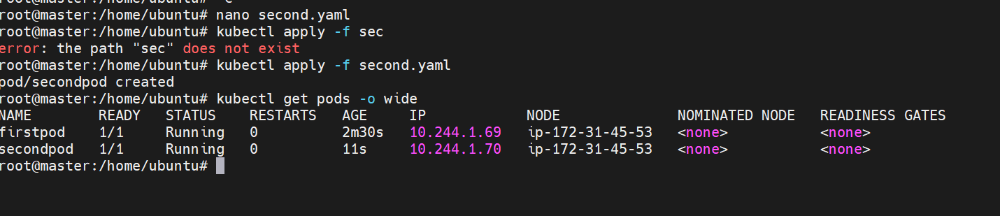 root@master:/home/ubuntu# nano second.yaml
root@master:/home/ubuntu# kubectl apply -f sec
error: the path "sec" does not exist
root@master:/home/ubuntu# kubectl apply -f second.yaml
pod/secondpod created
root@master:/home/ubuntu# kubectl get pods -o wide
NAME READY STATUS RESTARTS AGE IP NODE NOMINATED NODE READINESS GATES
firstpod 1/1 Running 0 2m30s 10.244.1.69 ip-172-31-45-53 <none> <none>
secondpod 1/1 Running 0 11s 10.244.1.70 ip-172-31-45-53 <none> <none>
root@master:/home/ubuntu#